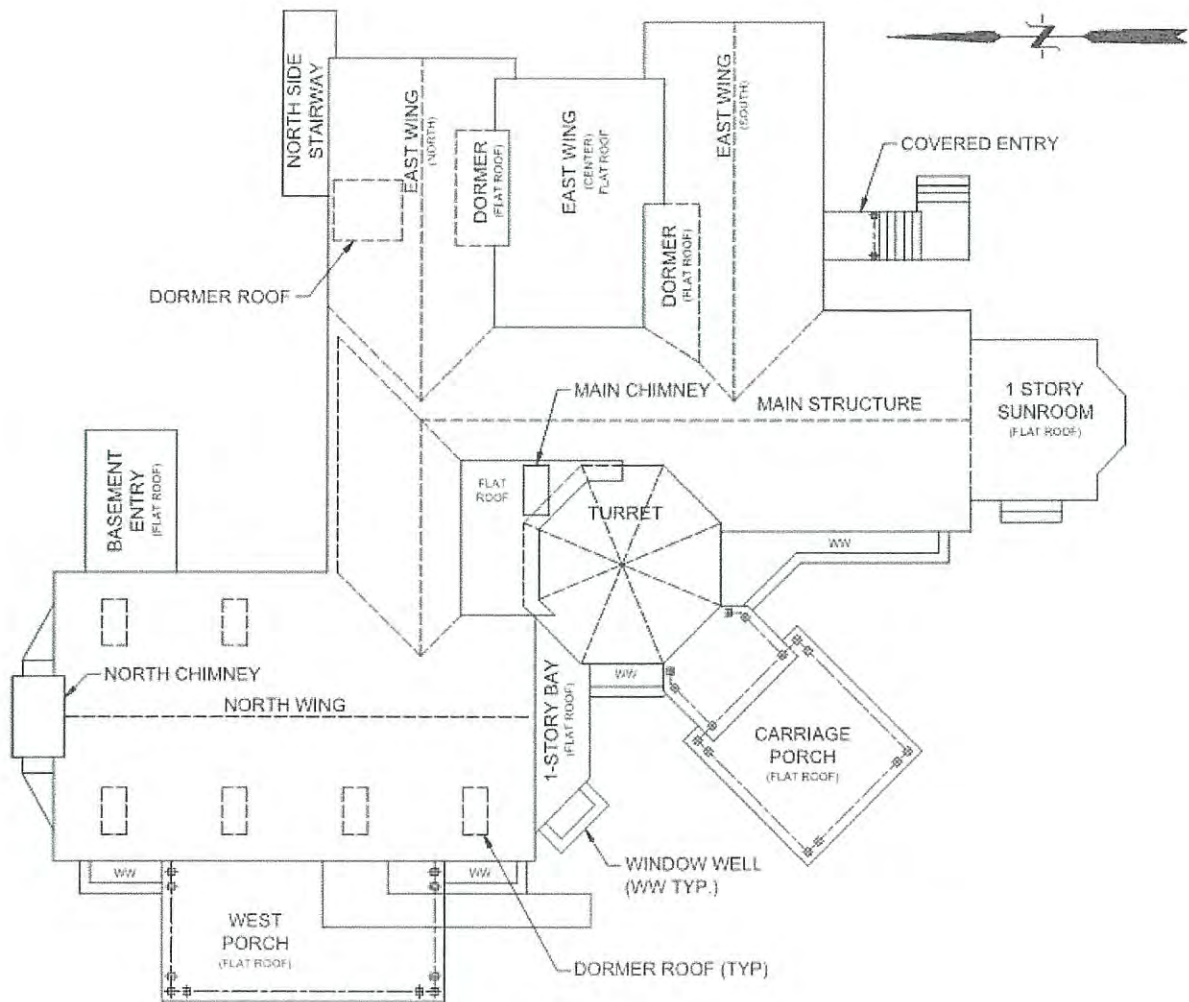 NORTH SIDE
STAIRWAY
EAST WING
(NORTH)
DORMER
(FLAT ROOF)
EAST WING
(CENTER)
FLAT ROOF
EAST WING
(SOUTH)
DORMER
(FLAT ROOF)
N
COVERED ENTRY
DORMER ROOF
MAIN CHIMNEY
MAIN STRUCTURE
1 STORY
SUNROOM
(FLAT ROOF)
BASEMENT
ENTRY
(FLAT ROOF)
FLAT
ROOF
TURRET
WW
NORTH CHIMNEY
NORTH WING
1-STORY BAY
(FLAT ROOF)
WW
CARRIAGE
PORCH
(FLAT ROOF)
WW
WW
WINDOW WELL
(WW TYP.)
WEST
PORCH
(FLAT ROOF)
DORMER ROOF (TYP)